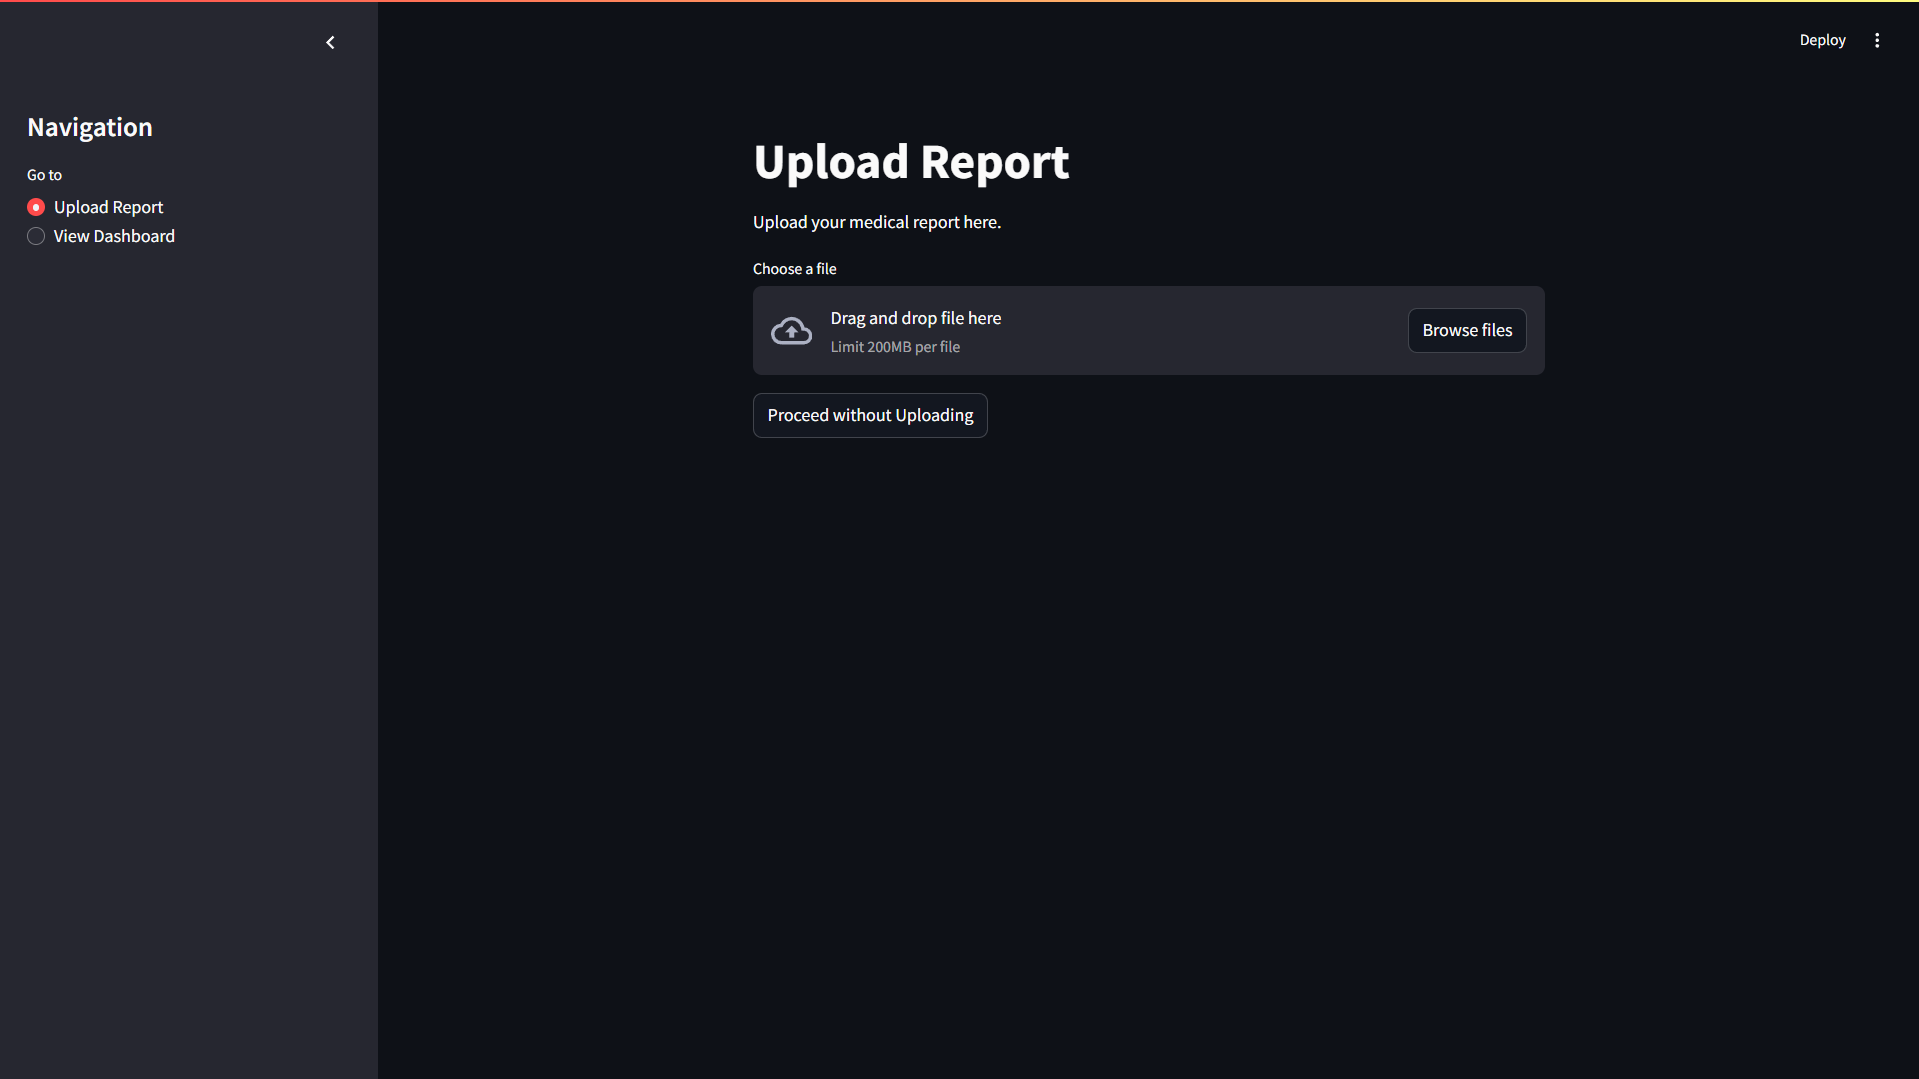 Deploy
Navigation
Go to
Upload Report
View Dashboard
Upload Report
Upload your medical report here.
Choose a file
Drag and drop file here
Limit 200MB per file
Browse files
Proceed without Uploading